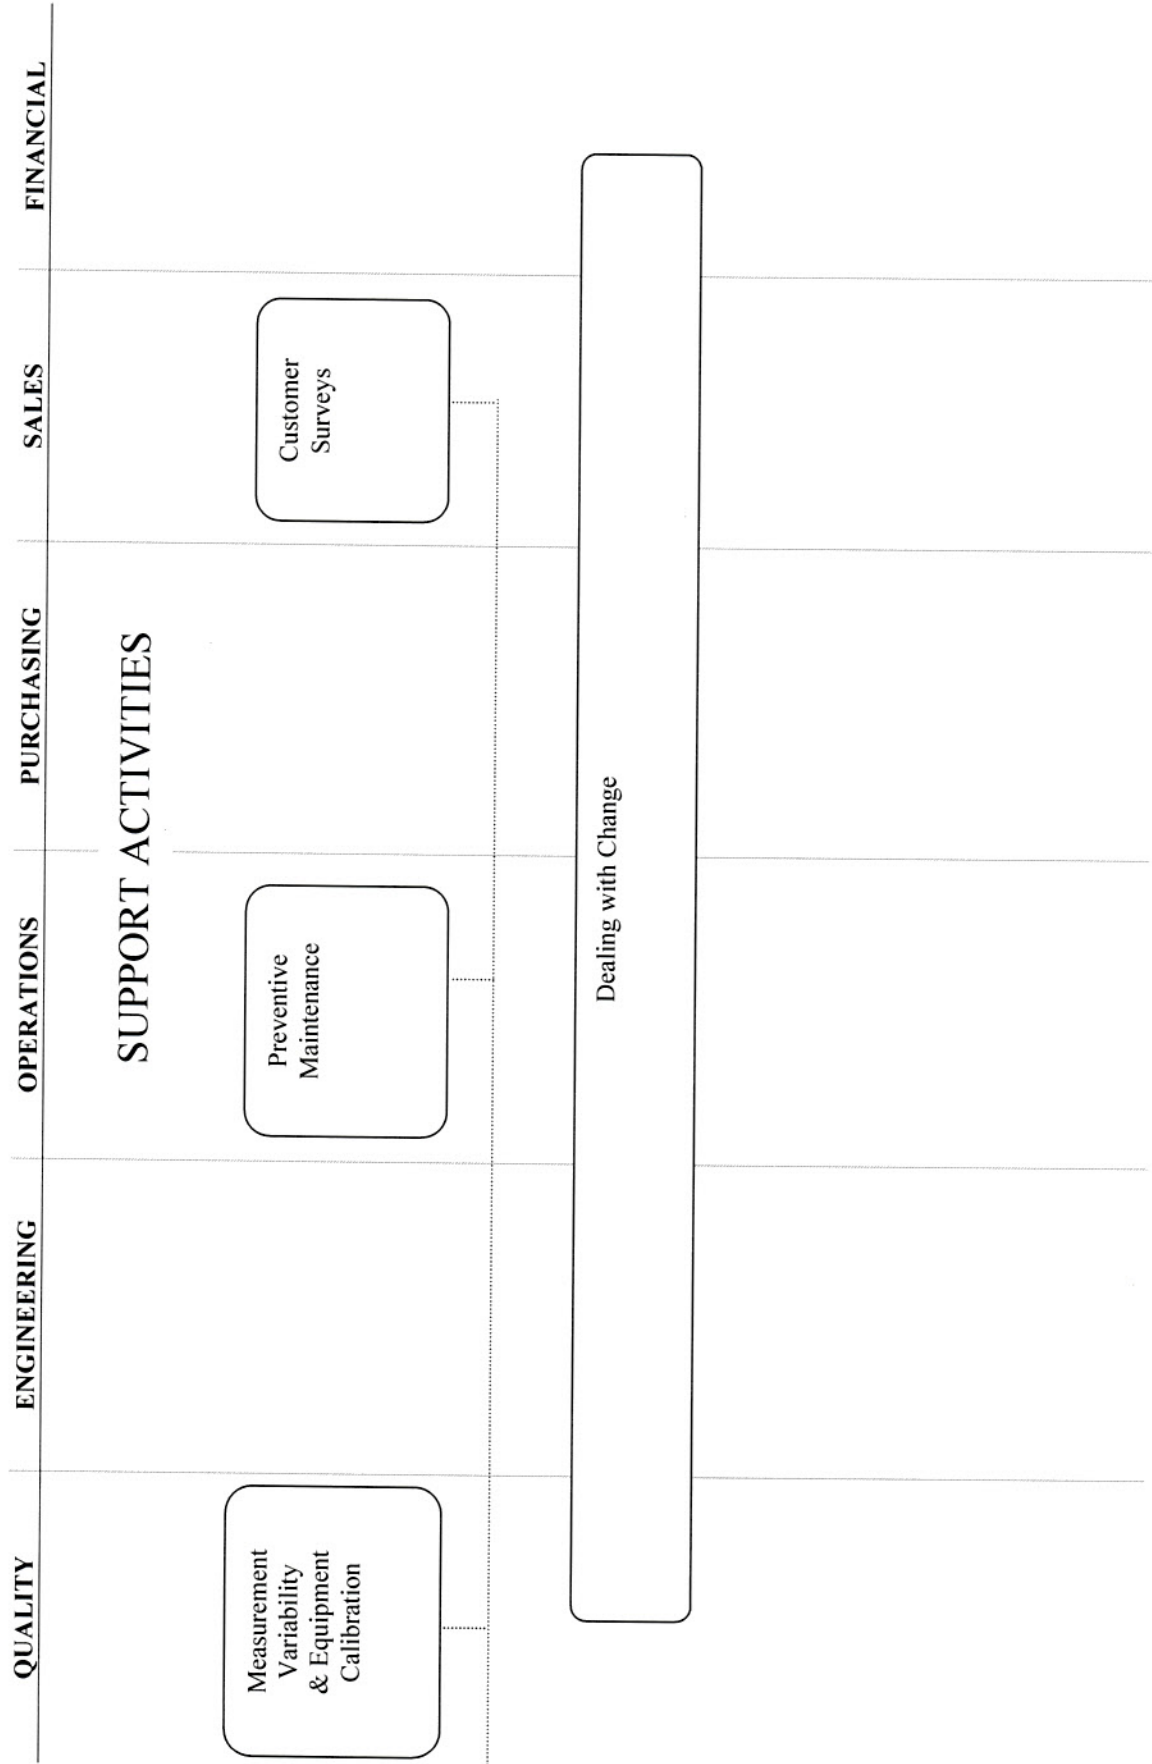 QUALITY
ENGINEERING
OPERATIONS
PURCHASING
SALES
FINANCIAL
SUPPORT ACTIVITIES
Measurement
Variability
& Equipment
Calibration
Preventive
Maintenance
Customer
Surveys
Dealing with Change